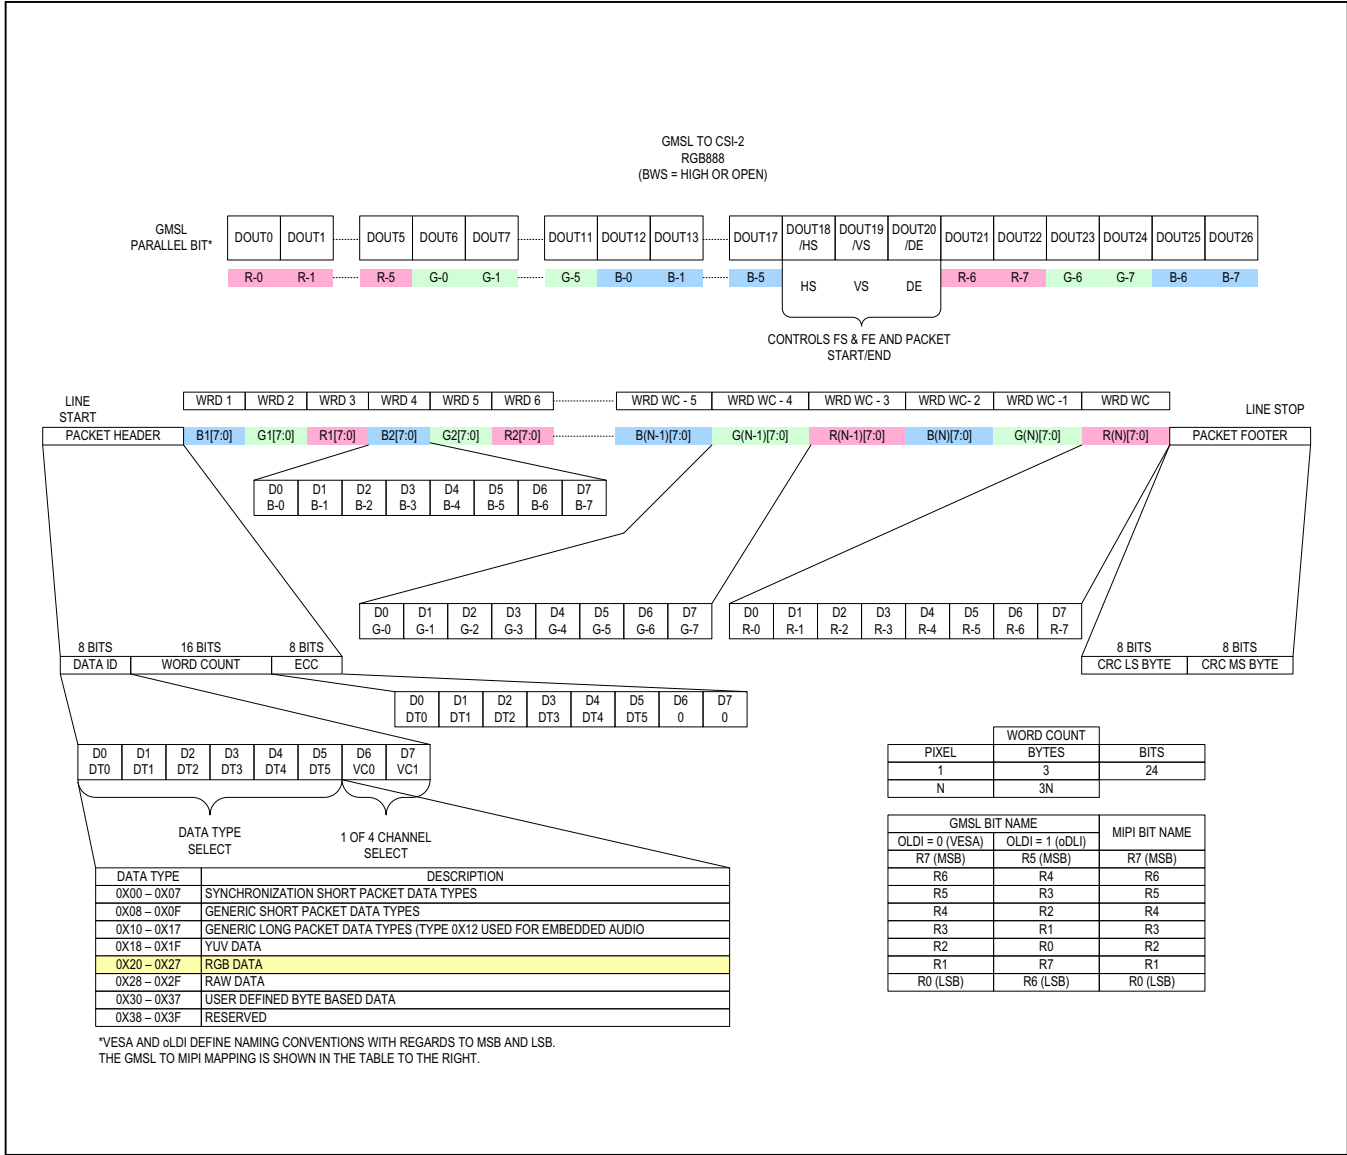 GMSL TO CSI-2
RGB888
(BWS = HIGH OR OPEN)
GMSL
PARALLEL BIT*
DOUT0 DOUT1 DOUT5 DOUT6 DOUT7 DOUT11 DOUT12 DOUT13 DOUT17 DOUT18 /HS DOUT19 /VS DOUT20 /DE DOUT21 DOUT22 DOUT23 DOUT24 DOUT25 DOUT26
R-0 R-1 R-5 G-0 G-1 G-5 B-0 B-1 B-5 HS VS DE R-6 R-7 G-6 G-7 B-6 B-7
CONTROLS FS & FE AND PACKET
START/END
LINE
START
WRD 1 WRD 2 WRD 3 WRD 4 WRD 5 WRD 6 WRD WC - 5 WRD WC - 4 WRD WC - 3 WRD WC- 2 WRD WC -1 WRD WC
LINE STOP
PACKET HEADER B1[7:0] G1[7:0] R1[7:0] B2[7:0] G2[7:0] R2[7:0] B(N-1)[7:0] G(N-1)[7:0] R(N-1)[7:0] B(N)[7:0] G(N)[7:0] R(N)[7:0] PACKET FOOTER
D0 D1 D2 D3 D4 D5 D6 D7
B-0 B-1 B-2 B-3 B-4 B-5 B-6 B-7
D0 D1 D2 D3 D4 D5 D6 D7
G-0 G-1 G-2 G-3 G-4 G-5 G-6 G-7
D0 D1 D2 D3 D4 D5 D6 D7
R-0 R-1 R-2 R-3 R-4 R-5 R-6 R-7
8 BITS 16 BITS 8 BITS
DATA ID WORD COUNT ECC
8 BITS 8 BITS
CRC LS BYTE CRC MS BYTE
D0 D1 D2 D3 D4 D5 D6 D7
DT0 DT1 DT2 DT3 DT4 DT5 0 0
D0 D1 D2 D3 D4 D5 D6 D7
DT0 DT1 DT2 DT3 DT4 DT5 VC0 VC1
DATA TYPE
SELECT
1 OF 4 CHANNEL
SELECT
WORD COUNT
PIXEL BYTES BITS
1 3 24
N 3N
GMSL BIT NAME MIPI BIT NAME
OLDI = 0 (VESA) OLDI = 1 (oDLI)
R7 (MSB) R5 (MSB) R7 (MSB)
R6 R4 R6
R5 R3 R5
R4 R2 R4
R3 R1 R3
R2 R0 R2
R1 R7 R1
R0 (LSB) R6 (LSB) R0 (LSB)
DATA TYPE DESCRIPTION
0X00 – 0X07 SYNCHRONIZATION SHORT PACKET DATA TYPES
0X08 – 0X0F GENERIC SHORT PACKET DATA TYPES
0X10 – 0X17 GENERIC LONG PACKET DATA TYPES (TYPE 0X12 USED FOR EMBEDDED AUDIO
0X18 – 0X1F YUV DATA
0X20 – 0X27 RGB DATA
0X28 – 0X2F RAW DATA
0X30 – 0X37 USER DEFINED BYTE BASED DATA
0X38 – 0X3F RESERVED
*VESA AND oLDI DEFINE NAMING CONVENTIONS WITH REGARDS TO MSB AND LSB.
THE GMSL TO MIPI MAPPING IS SHOWN IN THE TABLE TO THE RIGHT.